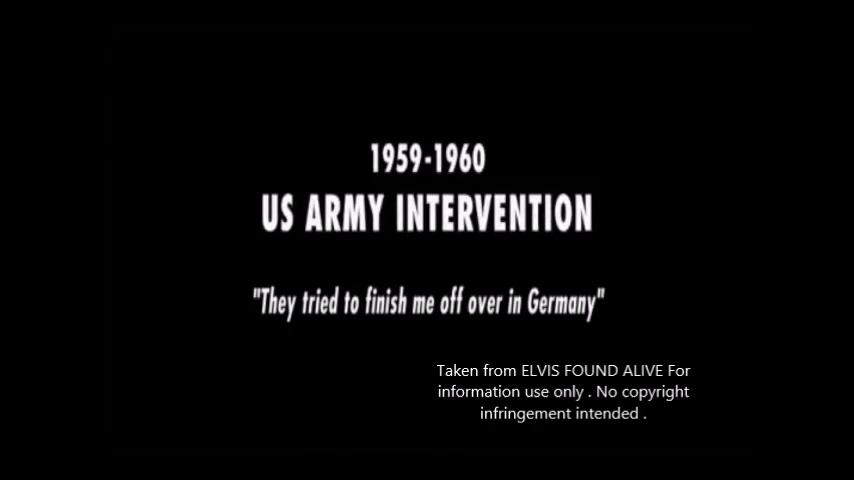 1959-1960
US ARMY INTERVENTION
"They tried to finish me off over in Germany"
Taken from ELVIS FOUND ALIVE For
information use only . No copyright
infringement intended .